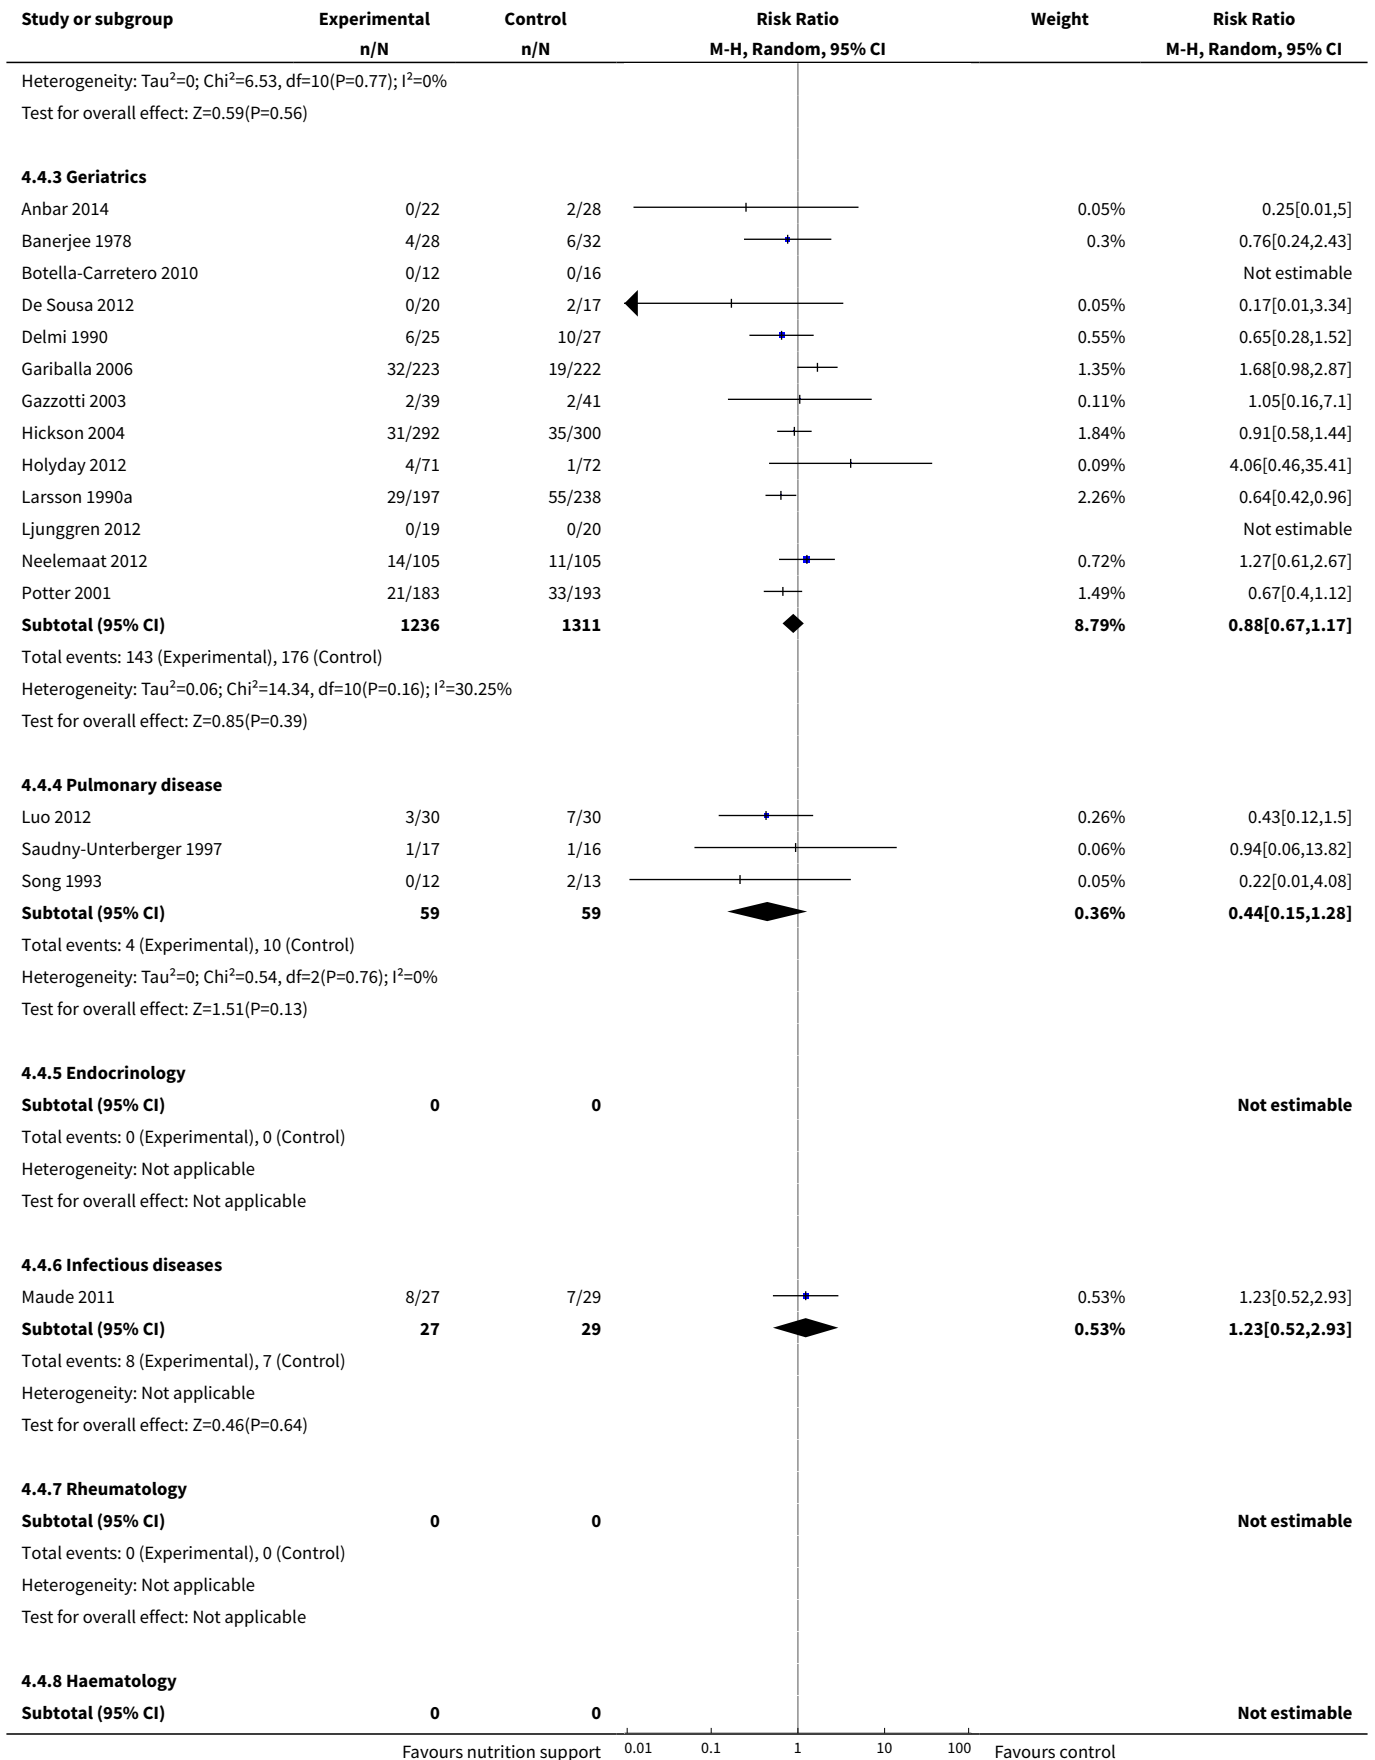 Study or subgroup Experimental Control Risk Ratio Weight Risk Ratio
n/N n/N M-H, Random, 95% CI M-H, Random, 95% CI
Heterogeneity: Tau²=0; Chi²=6.53, df=10(P=0.77); I²=0%
Test for overall effect: Z=0.59(P=0.56)
4.4.3 Geriatrics
Anbar 2014 0/22 2/28 0.05% 0.25[0.01,5]
Banerjee 1978 4/28 6/32 0.3% 0.76[0.24,2.43]
Botella-Carretero 2010 0/12 0/16 Not estimable
De Sousa 2012 0/20 2/17 0.05% 0.17[0.01,3.34]
Delmi 1990 6/25 10/27 0.55% 0.65[0.28,1.52]
Gariballa 2006 32/223 19/222 1.35% 1.68[0.98,2.87]
Gazzotti 2003 2/39 2/41 0.11% 1.05[0.16,7.1]
Hickson 2004 31/292 35/300 1.84% 0.91[0.58,1.44]
Holyday 2012 4/71 1/72 0.09% 4.06[0.46,35.41]
Larsson 1990a 29/197 55/238 2.26% 0.64[0.42,0.96]
Ljunggren 2012 0/19 0/20 Not estimable
Neelemaat 2012 14/105 11/105 0.72% 1.27[0.61,2.67]
Potter 2001 21/183 33/193 1.49% 0.67[0.4,1.12]
Subtotal (95% CI) 1236 1311 8.79% 0.88[0.67,1.17]
Total events: 143 (Experimental), 176 (Control)
Heterogeneity: Tau²=0.06; Chi²=14.34, df=10(P=0.16); I²=30.25%
Test for overall effect: Z=0.85(P=0.39)
4.4.4 Pulmonary disease
Luo 2012 3/30 7/30 0.26% 0.43[0.12,1.5]
Saudny-Unterberger 1997 1/17 1/16 0.06% 0.94[0.06,13.82]
Song 1993 0/12 2/13 0.05% 0.22[0.01,4.08]
Subtotal (95% CI) 59 59 0.36% 0.44[0.15,1.28]
Total events: 4 (Experimental), 10 (Control)
Heterogeneity: Tau²=0; Chi²=0.54, df=2(P=0.76); I²=0%
Test for overall effect: Z=1.51(P=0.13)
4.4.5 Endocrinology
Subtotal (95% CI) 0 0 Not estimable
Total events: 0 (Experimental), 0 (Control)
Heterogeneity: Not applicable
Test for overall effect: Not applicable
4.4.6 Infectious diseases
Maude 2011 8/27 7/29 0.53% 1.23[0.52,2.93]
Subtotal (95% CI) 27 29 0.53% 1.23[0.52,2.93]
Total events: 8 (Experimental), 7 (Control)
Heterogeneity: Not applicable
Test for overall effect: Z=0.46(P=0.64)
4.4.7 Rheumatology
Subtotal (95% CI) 0 0 Not estimable
Total events: 0 (Experimental), 0 (Control)
Heterogeneity: Not applicable
Test for overall effect: Not applicable
4.4.8 Haematology
Subtotal (95% CI) 0 0 Not estimable
Favours nutrition support 0.01 0.1 1 10 100 Favours control